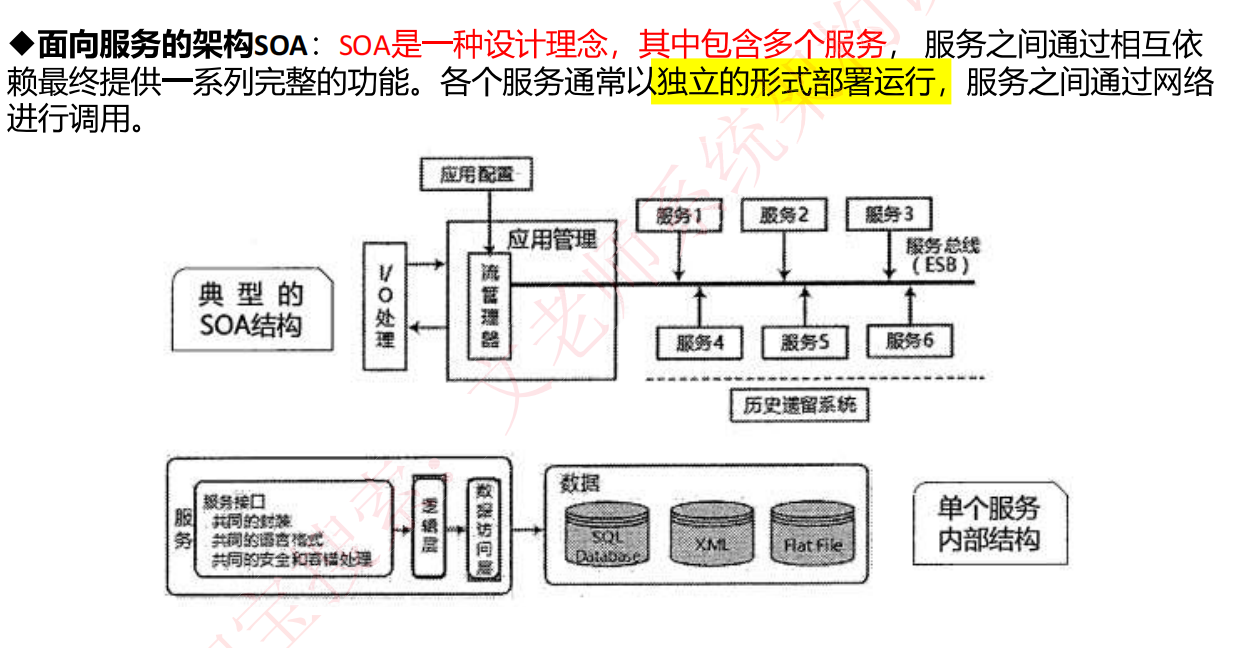 ◆面向服务的架构SOA：SOA是一种设计理念，其中包含多个服务， 服务之间通过相互依
赖最终提供一系列完整的功能。各个服务通常以独立的形式部署运行，服务之间通过网络
进行调用。
应用配置
服务1
服务2
服务3
应用管理
服务总线
（ESB）
I/O处理
流管理器
典型的
SOA结构
服务4
服务5
服务6
历史遗留系统
服务
服务接口
共同的封装
共同的语言格式
共同的安全和容错处理
逻辑层
数据访问层
数据
SQL
Database
XML
Flat File
单个服务
内部结构